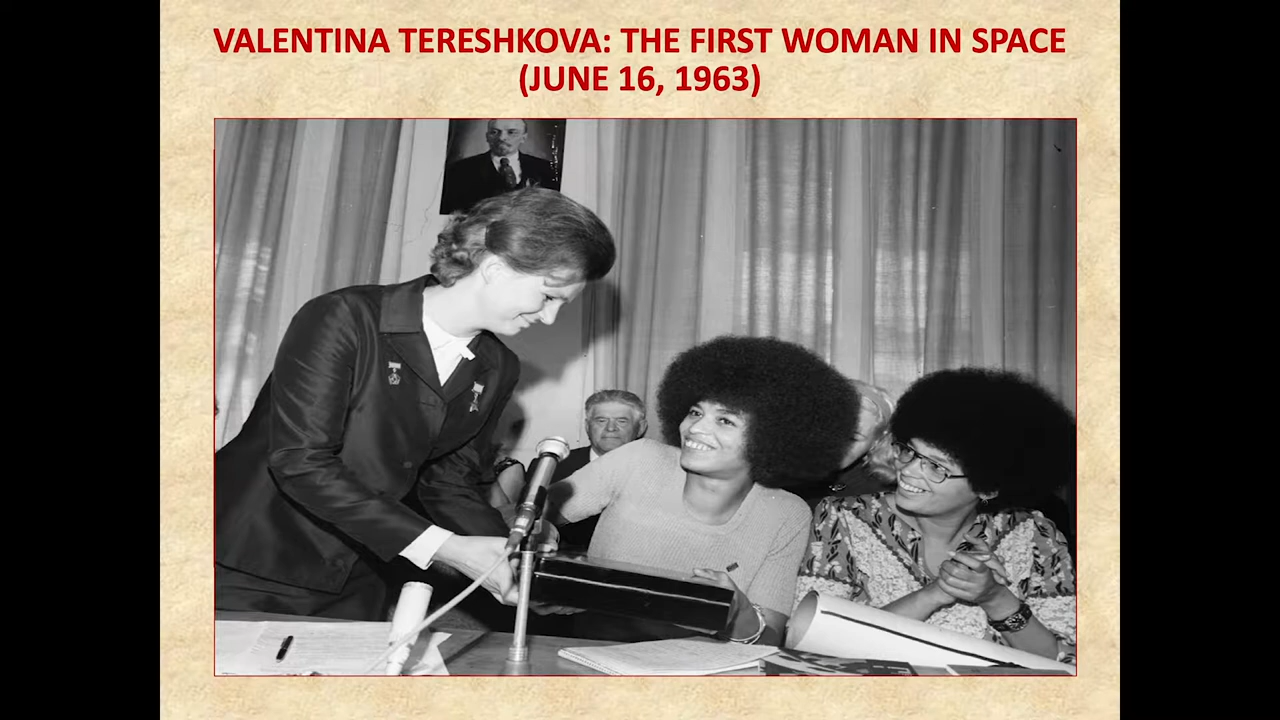 VALENTINA TERESHKOVA: THE FIRST WOMAN IN SPACE
(JUNE 16, 1963)